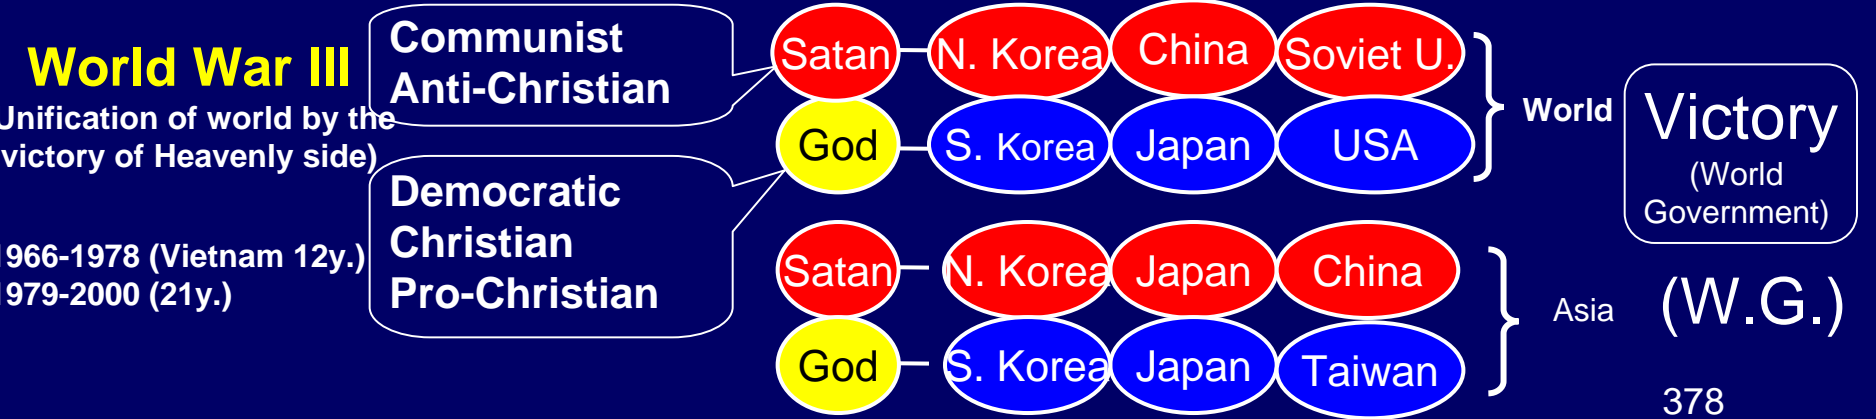 World War III
Unification of world by the
victory of Heavenly side)
1966-1978 (Vietnam 12y.)
1979-2000 (21y.)
Communist
Anti-Christian
Democratic
Christian
Pro-Christian
Satan N. Korea China Soviet U.
God S. Korea Japan USA
World
Satan N. Korea Japan China
God S. Korea Japan Taiwan
Asia
Victory
(World
Government)
(W.G.)
378